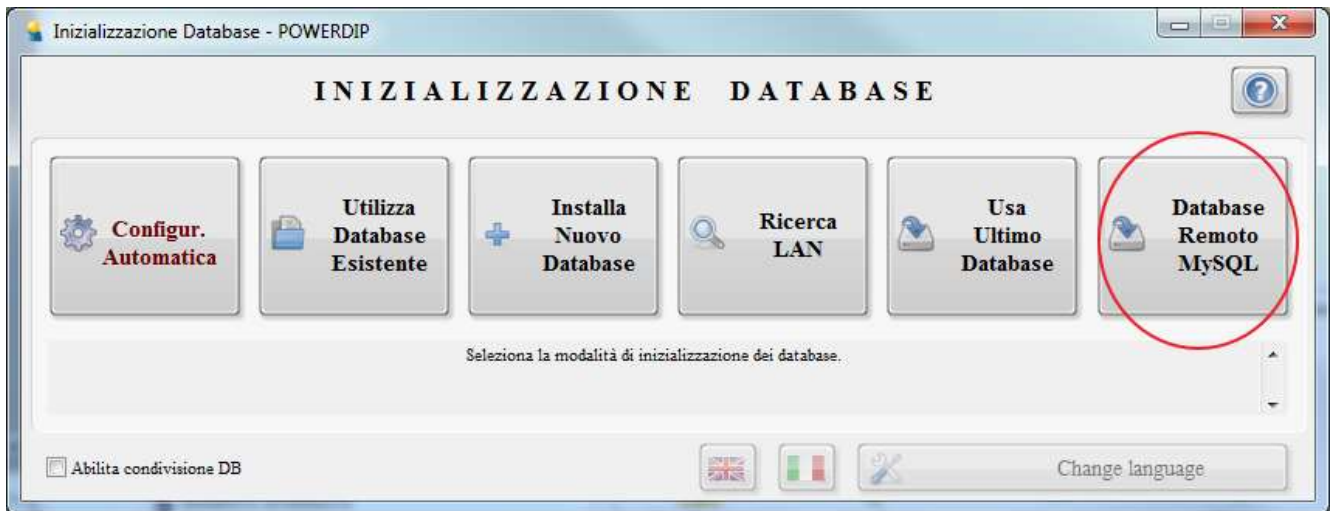 Inizializzazione Database - POWERDIP
INIZIALIZZAZIONE DATABASE
Configur.
Automatica
Utilizza
Database
Esistente
Installa
Nuovo
Database
Ricerca
LAN
Usa
Ultimo
Database
Database
Remoto
MySQL
Seleziona la modalità di inizializzazione dei database.
Abilita condivisione DB
Change language